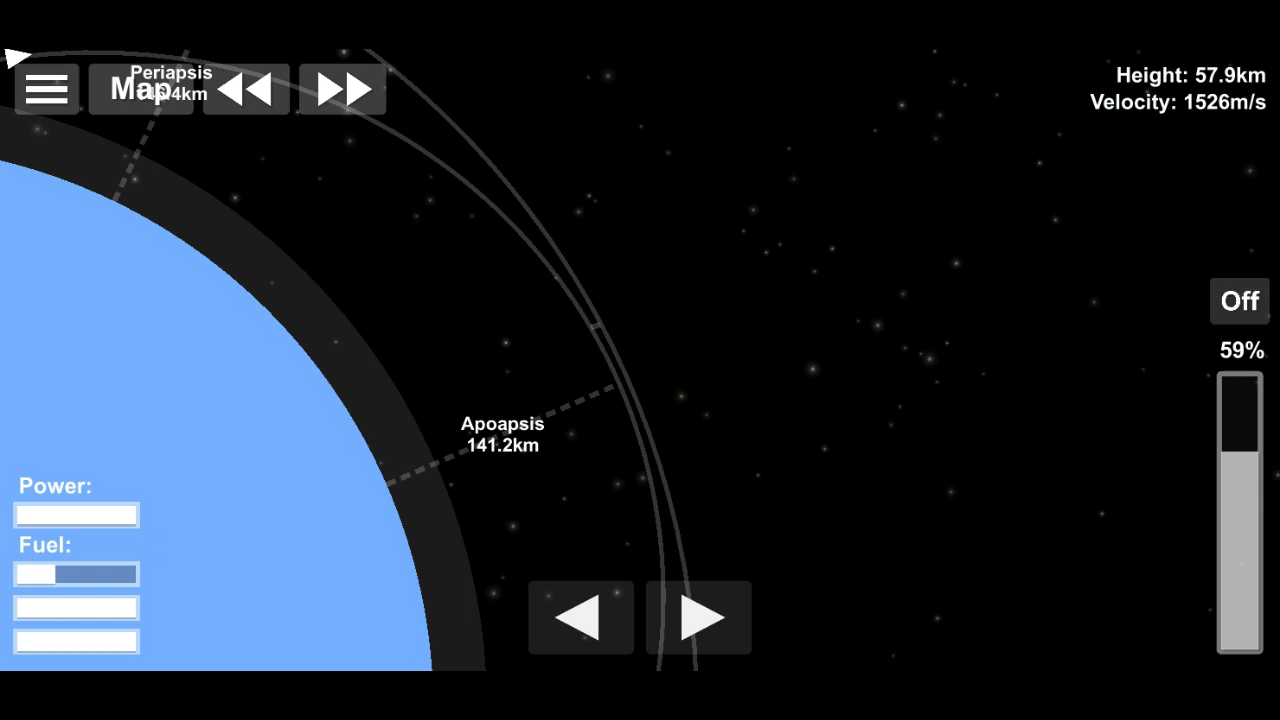 Periapsis
Map
Height: 57.9km
Velocity: 1526m/s
Off
59%
Apoapsis
141.2km
Power:
Fuel: